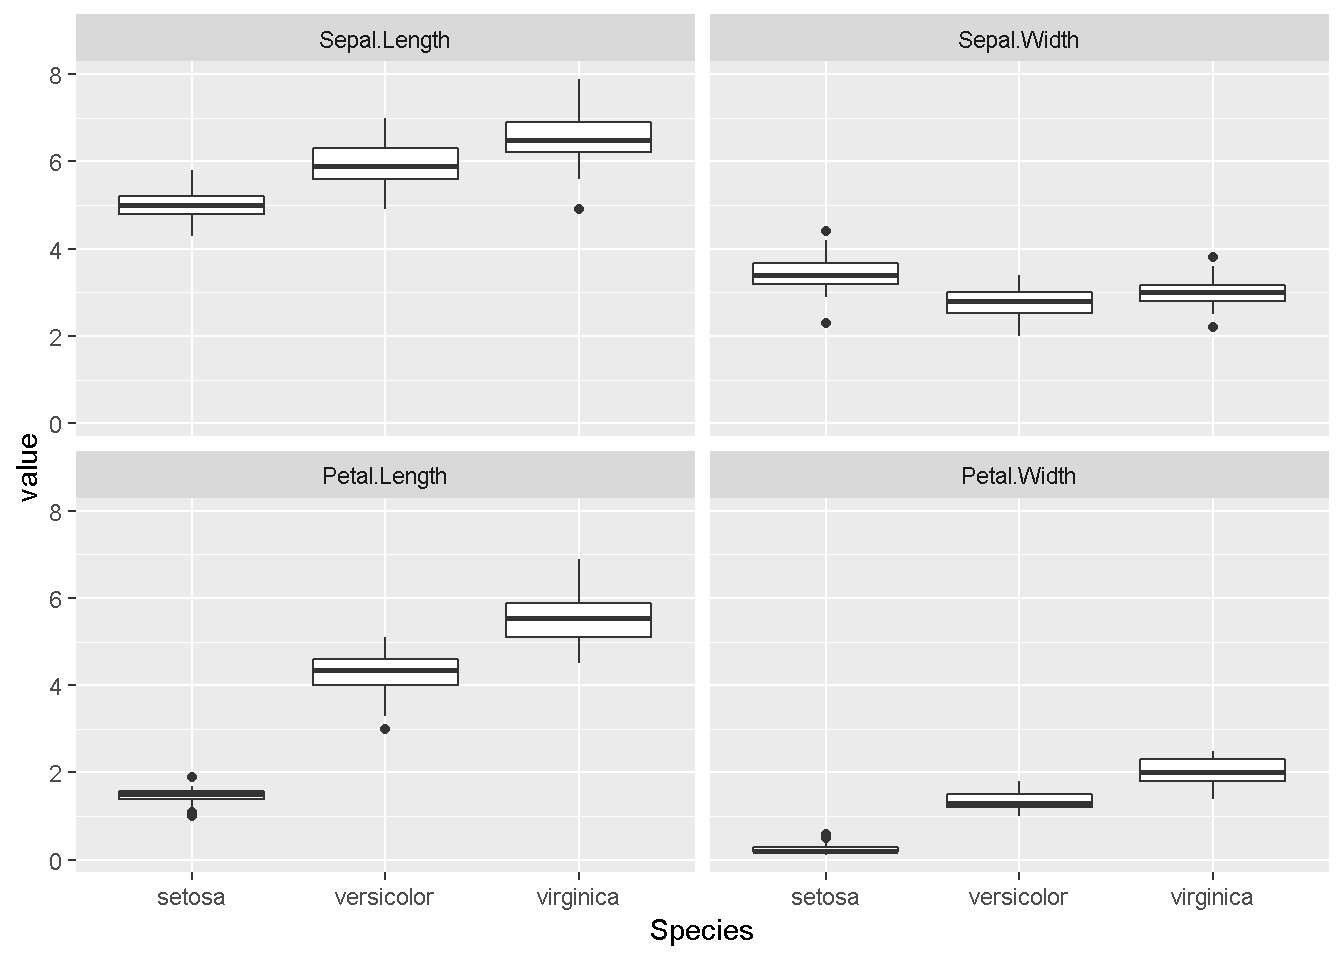 Sepal.Length
Sepal.Width
8
6
4
2
0
value
Petal.Length
Petal.Width
8
6
4
2
0
setosa
versicolor
virginica
setosa
versicolor
virginica
Species